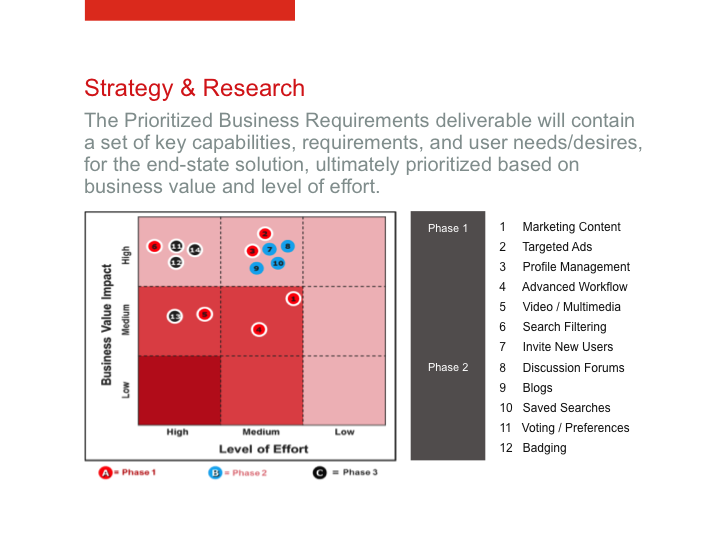 Strategy & Research
The Prioritized Business Requirements deliverable will contain
a set of key capabilities, requirements, and user needs/desires,
for the end-state solution, ultimately prioritized based on
business value and level of effort.
Business Value Impact
High
Medium
Low
6 11 14
12
7 8
9 10
13
4
High Medium Low
Level of Effort
A = Phase 1 B = Phase 2 C = Phase 3
Phase 1
Phase 2
1 Marketing Content
2 Targeted Ads
3 Profile Management
4 Advanced Workflow
5 Video / Multimedia
6 Search Filtering
7 Invite New Users
8 Discussion Forums
9 Blogs
10 Saved Searches
11 Voting / Preferences
12 Badging